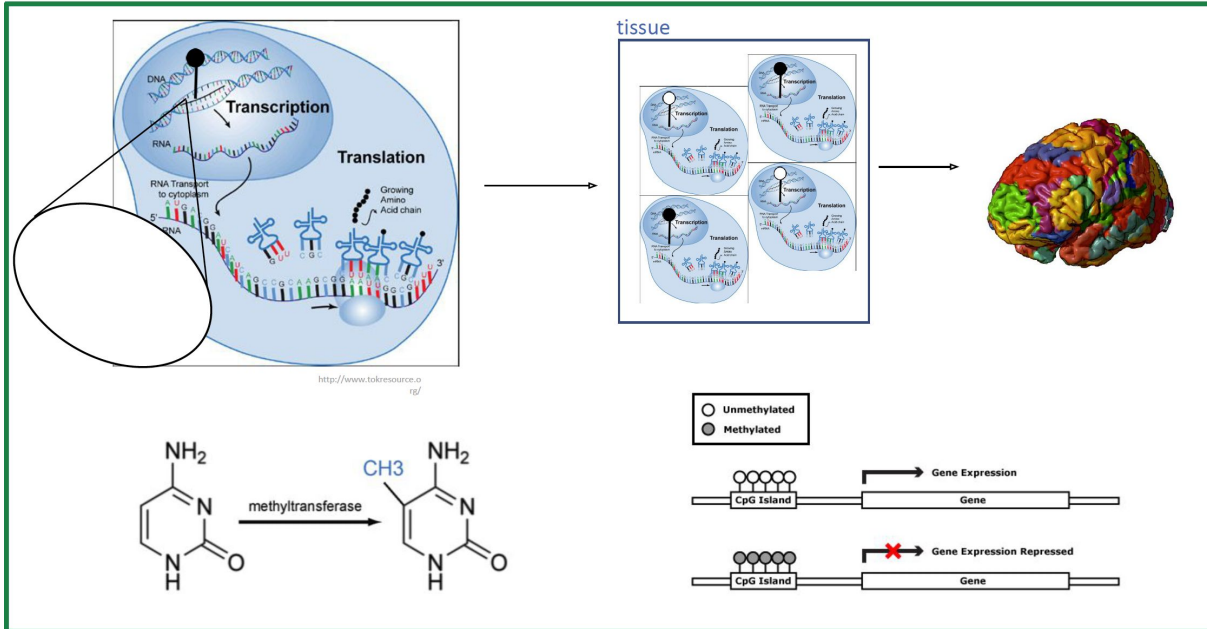 tissue
DNA
Transcription
RNA
Translation
RNA Transport
to cytoplasm
Growing
Amino
Acid chain
5'
3'
RNA
A U G A
G G A U C A U C A G C C G C A A G C G G A A U U
G U U
C G C
http://www.tokresource.o
rg/
Transcription
Translation
Transcription
Translation
Transcription
Translation
Transcription
Translation
NH2
CH3
NH2
methyltransferase
N
O
N
H
N
O
N
H
Unmethylated
Methylated
CpG Island
Gene Expression
Gene
CpG Island
Gene Expression Repressed
Gene